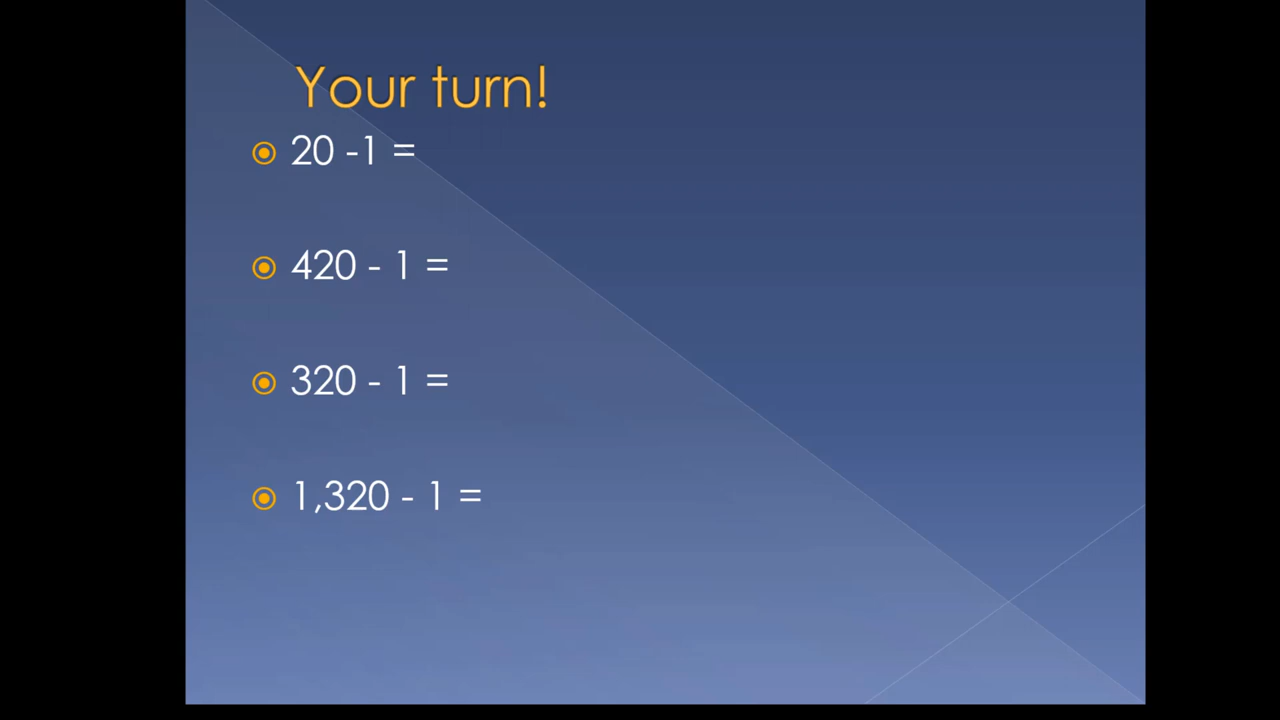 Your turn!
20 -1 =
420 - 1 =
320 - 1 =
1,320 - 1 =